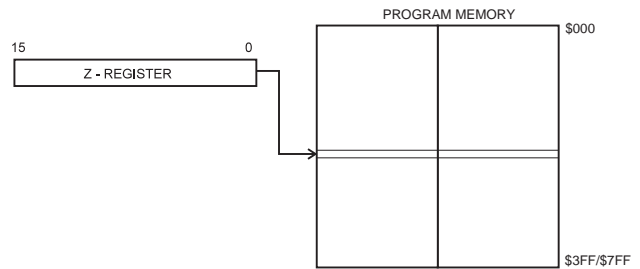 PROGRAM MEMORY
$000
15 0
Z - REGISTER
$3FF/$7FF